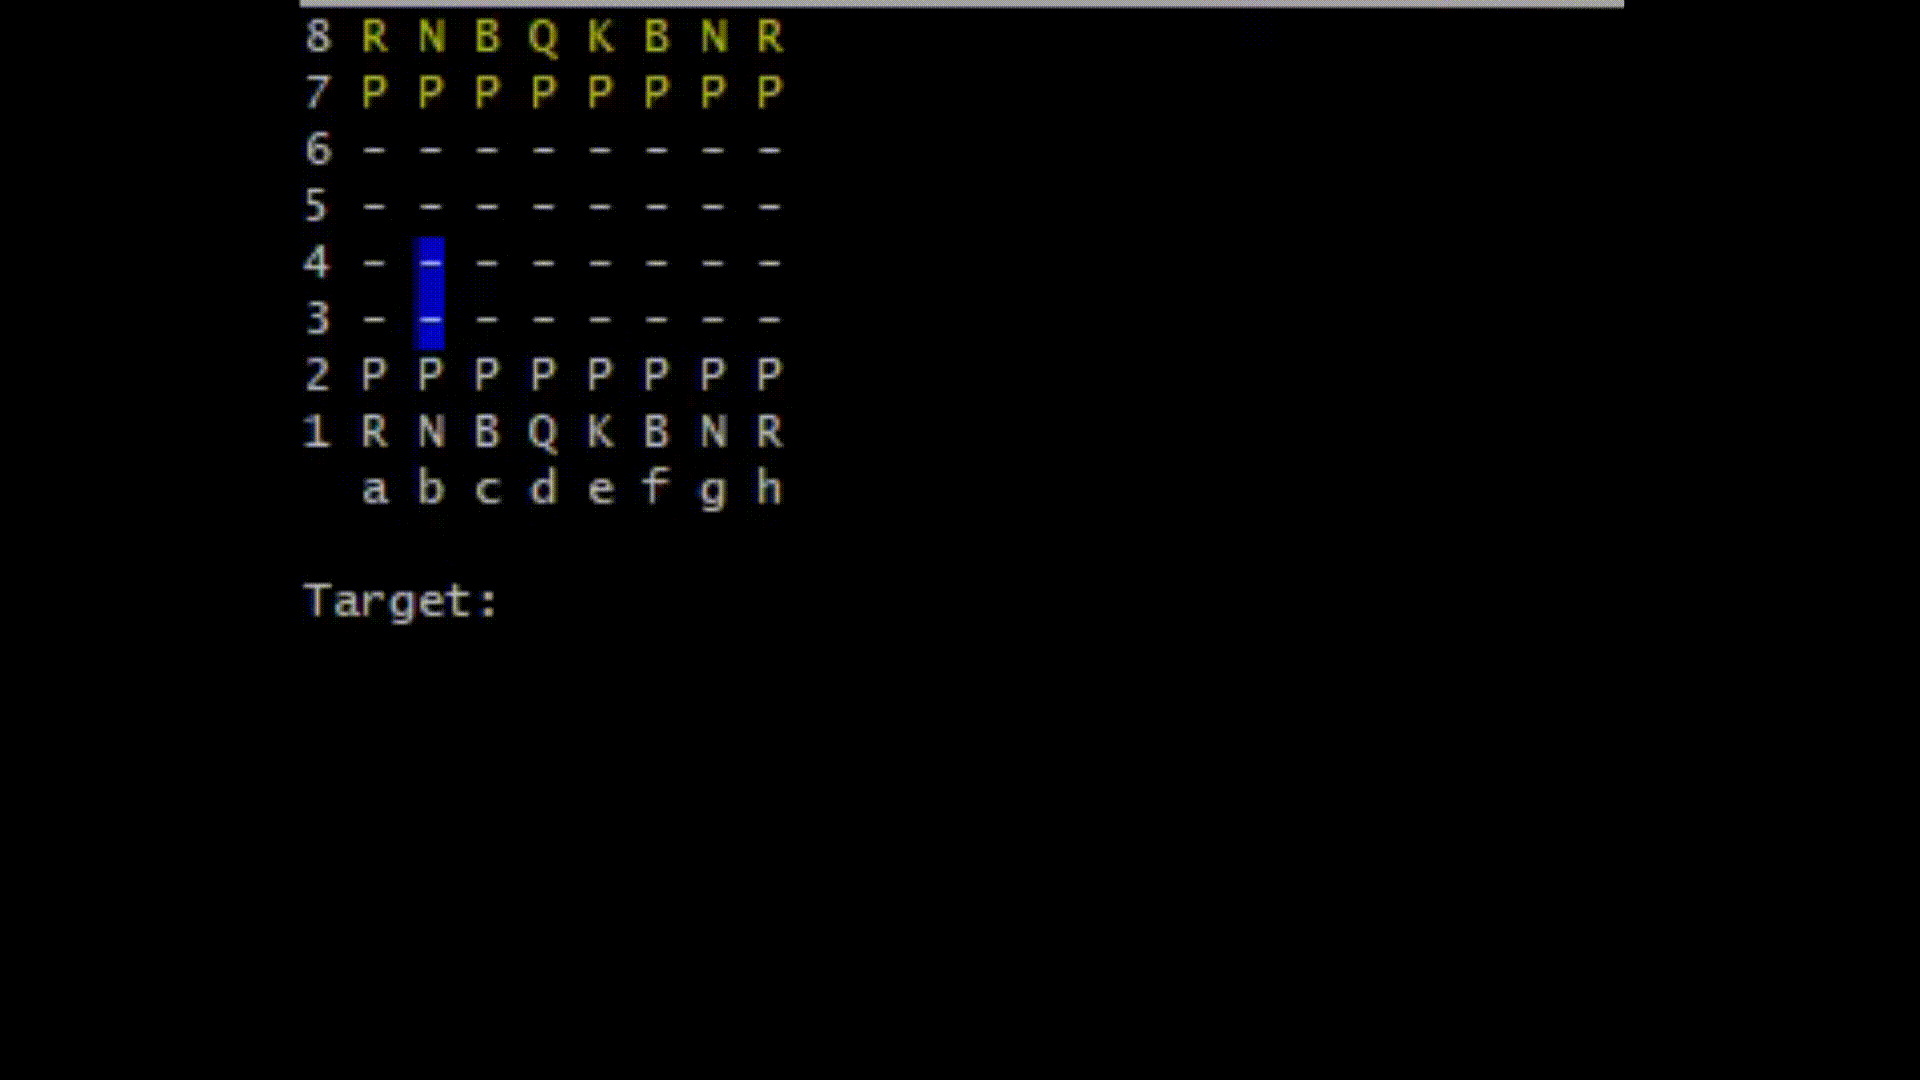 8 R N B Q K B N R
7 P P P P P P P P
6 - - - - - - - -
5 - - - - - - - -
4 - - - - - - - -
3 - - - - - - - -
2 P P P P P P P P
1 R N B Q K B N R
a b c d e f g h
Target: